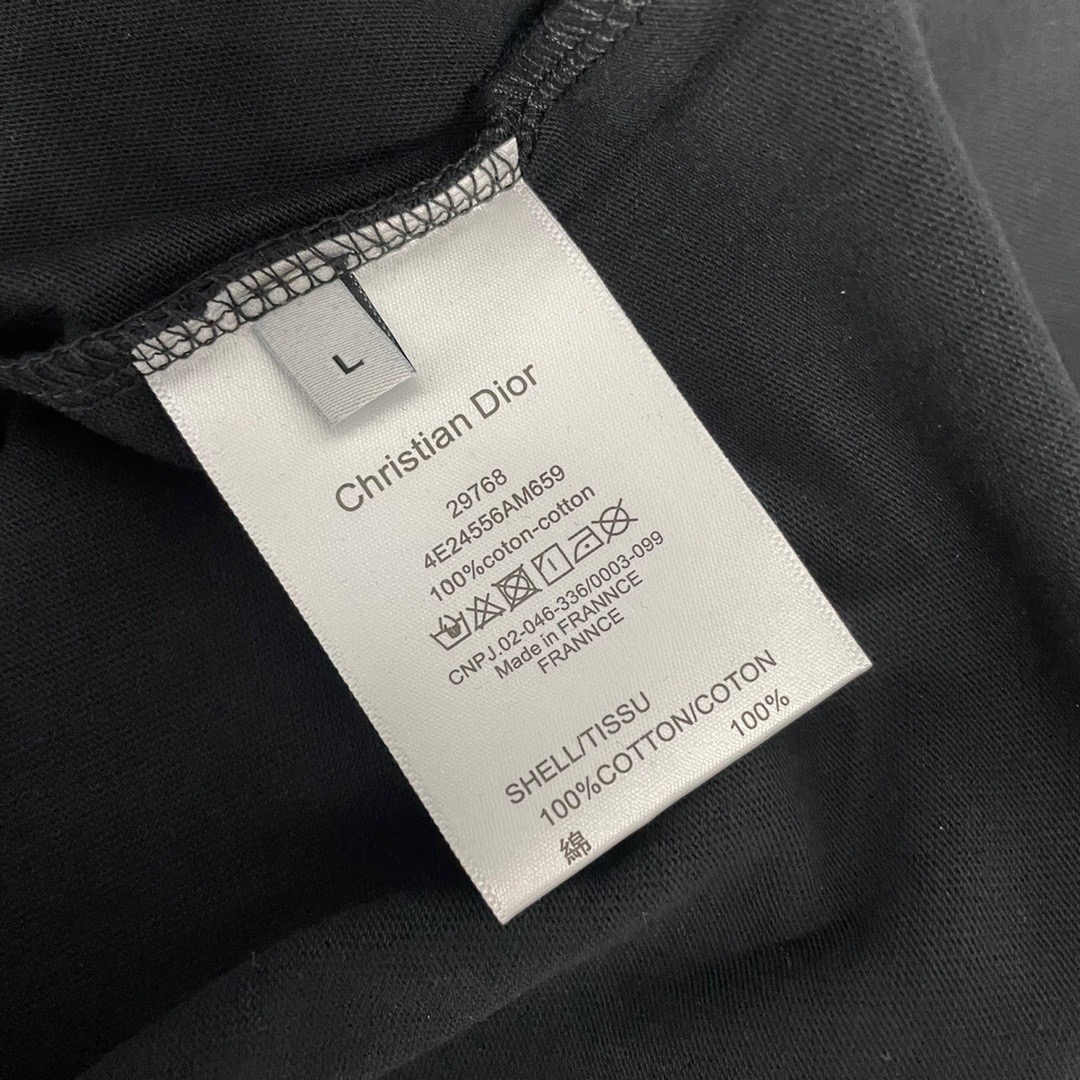 L
Christian Dior
29768
4E24556AM659
100%coton-cotton
CNPJ.02-046-336/0003-099
Made in FRANNCE
FRANNCE
SHELL/TISSU
100%COTTON/COTON
100%
綿